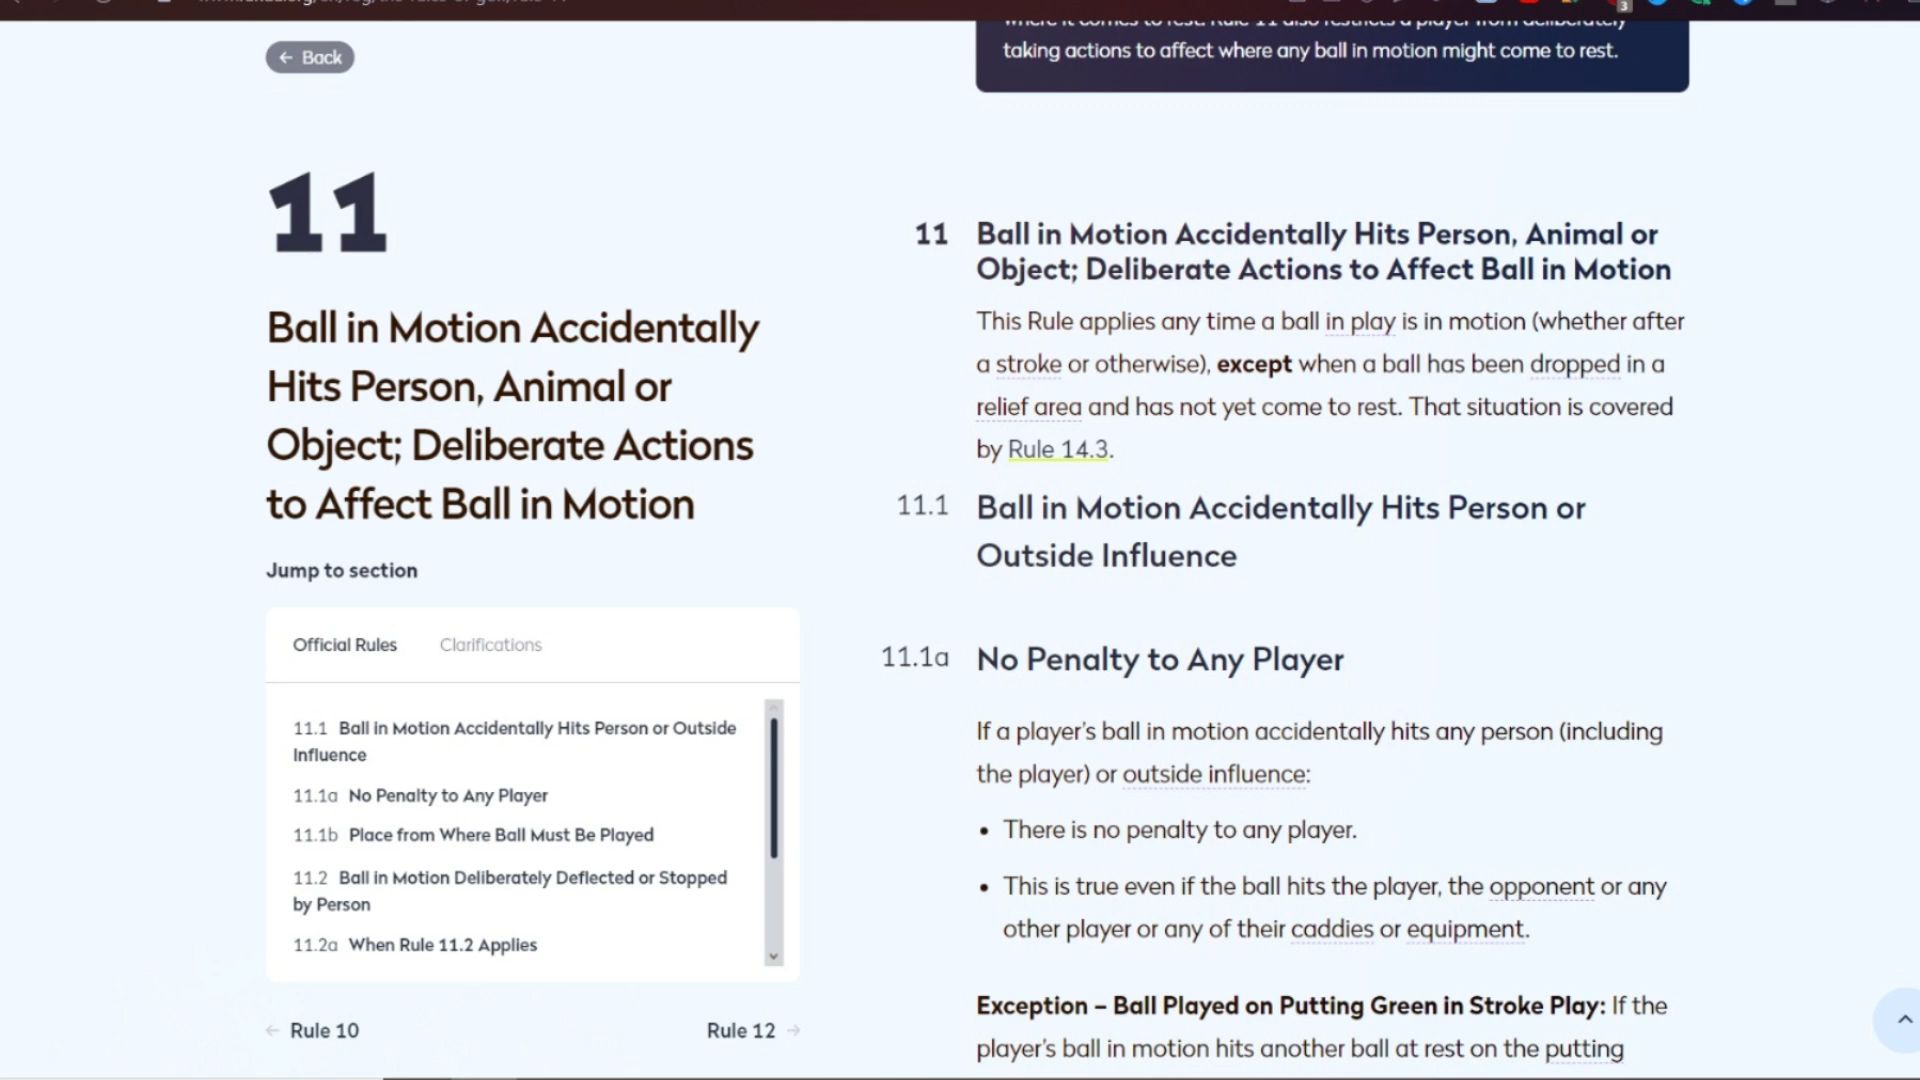 taking actions to affect where any ball in motion might come to rest.
← Back
11
Ball in Motion Accidentally
Hits Person, Animal or
Object; Deliberate Actions
to Affect Ball in Motion
Jump to section
Official Rules Clarifications
11.1 Ball in Motion Accidentally Hits Person or Outside
Influence
11.1a No Penalty to Any Player
11.1b Place from Where Ball Must Be Played
11.2 Ball in Motion Deliberately Deflected or Stopped
by Person
11.2a When Rule 11.2 Applies
← Rule 10 Rule 12 →
11 Ball in Motion Accidentally Hits Person, Animal or
Object; Deliberate Actions to Affect Ball in Motion
This Rule applies any time a ball in play is in motion (whether after
a stroke or otherwise), except when a ball has been dropped in a
relief area and has not yet come to rest. That situation is covered
by Rule 14.3.
11.1 Ball in Motion Accidentally Hits Person or
Outside Influence
11.1a No Penalty to Any Player
If a player's ball in motion accidentally hits any person (including
the player) or outside influence:
• There is no penalty to any player.
• This is true even if the ball hits the player, the opponent or any
other player or any of their caddies or equipment.
Exception – Ball Played on Putting Green in Stroke Play: If the
player's ball in motion hits another ball at rest on the putting
3